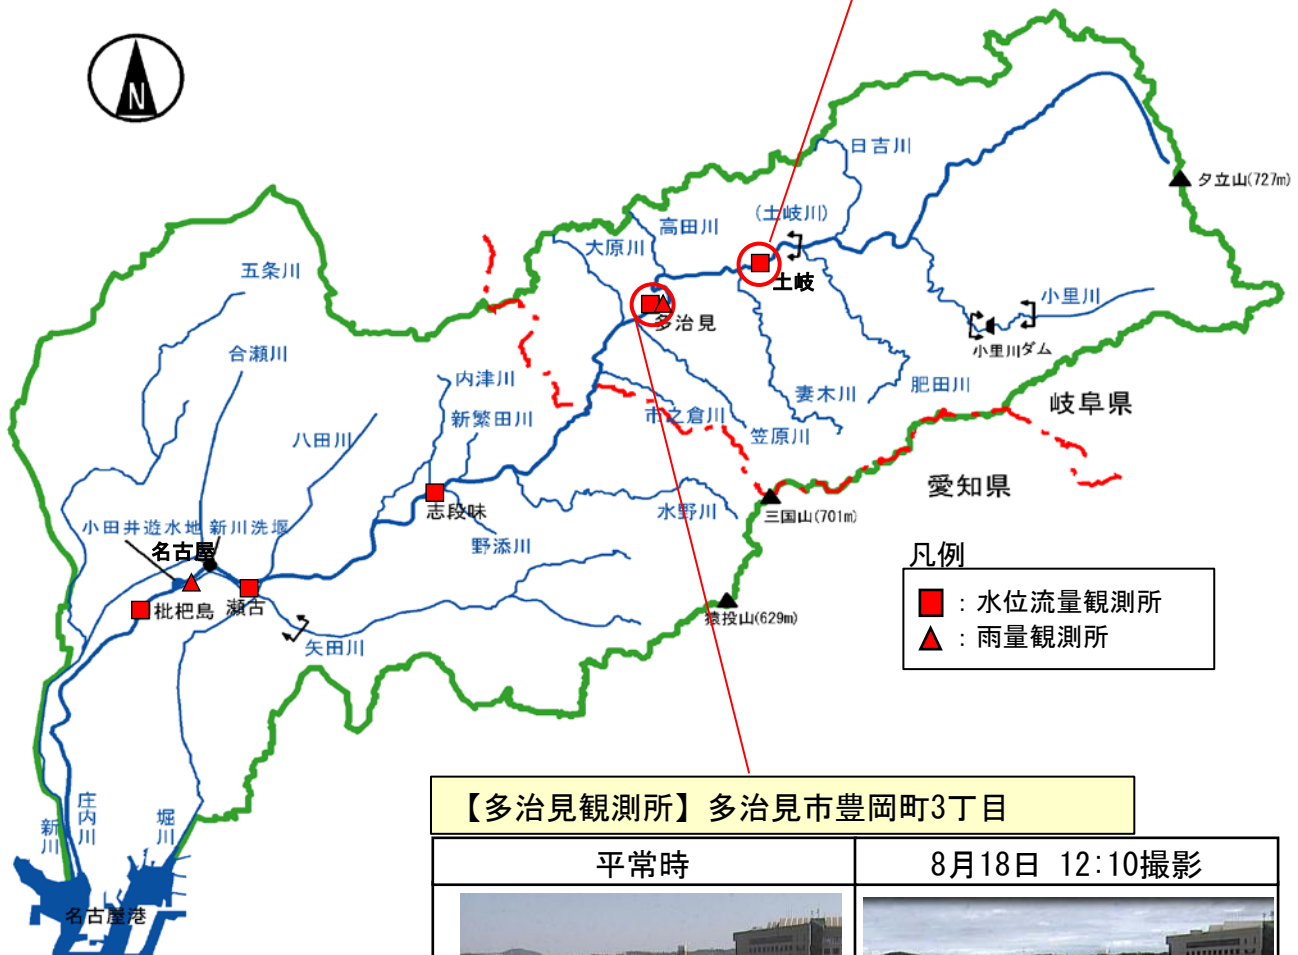 N
日吉川
夕立山(727m)
(土岐川)
高田川
大原川
土岐
五条川
小里川
多治見
小里川ダム
合瀬川
内津川
肥田川
妻木川
岐阜県
市之倉川
新繁田川
笠原川
八田川
愛知県
志段味
水野川
三国山(701m)
小田井遊水地 新川洗堰
野添川
名古屋
凡例
枇杷島
瀬古
:水位流量観測所
猿投山(629m)
:雨量観測所
矢田川
庄内川
新川
堀川
【多治見観測所】多治見市豊岡町3丁目
平常時
8月18日 12:10撮影
名古屋港